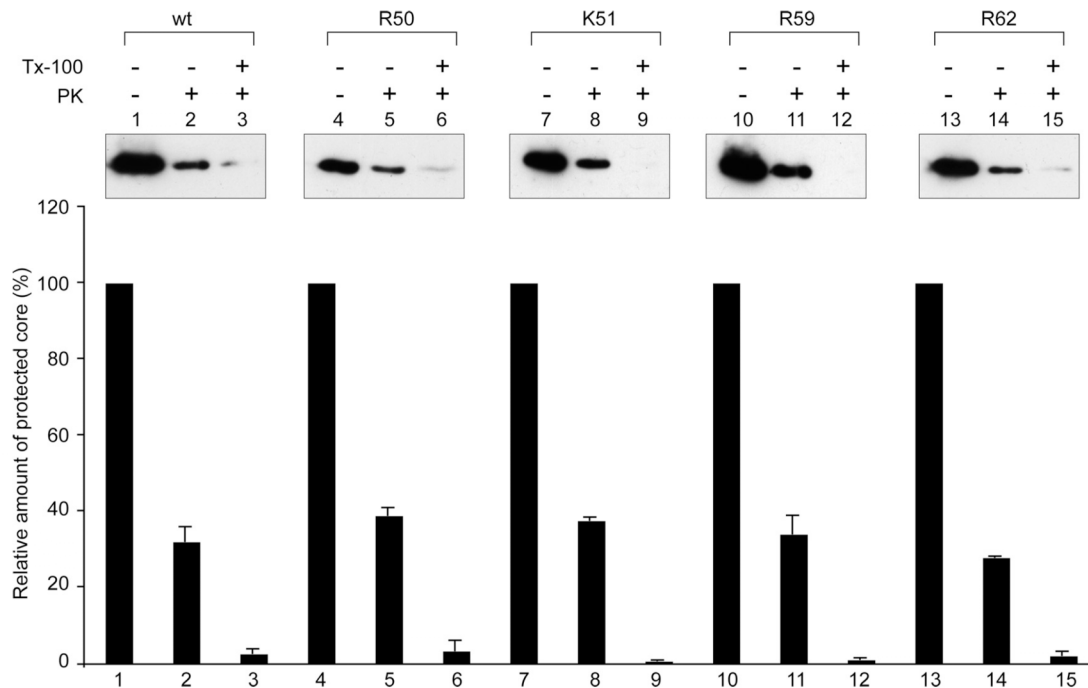 wt R50 K51 R59 R62
Tx-100 - - + - - + - - + - - + - - +
PK - + + - + + - + + - + + - + +
1 2 3 4 5 6 7 8 9 10 11 12 13 14 15
Relative amount of protected core (%)
120
100
80
60
40
20
0
1 2 3 4 5 6 7 8 9 10 11 12 13 14 15